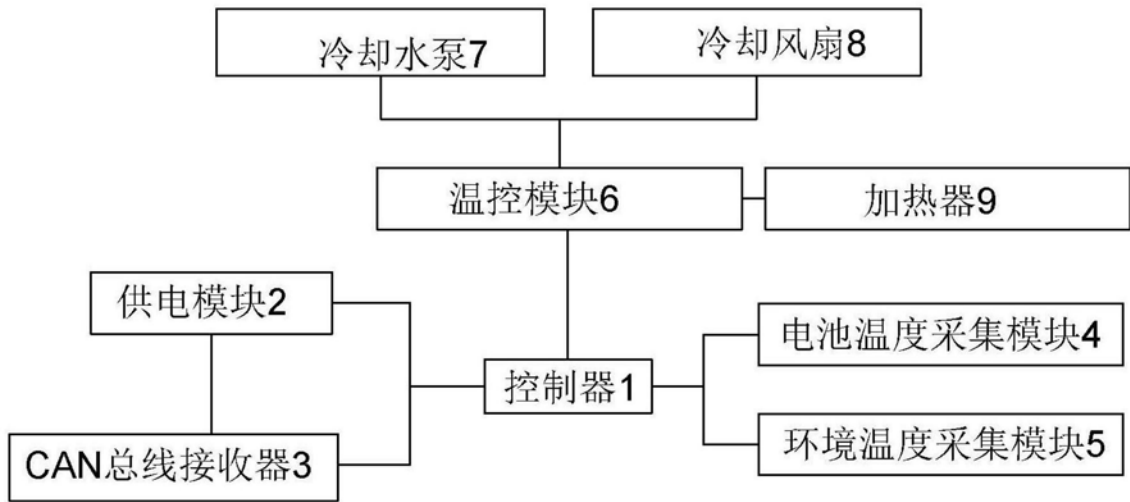 冷却水泵7
冷却风扇8
温控模块6
加热器9
供电模块2
电池温度采集模块4
控制器1
CAN总线接收器3
环境温度采集模块5